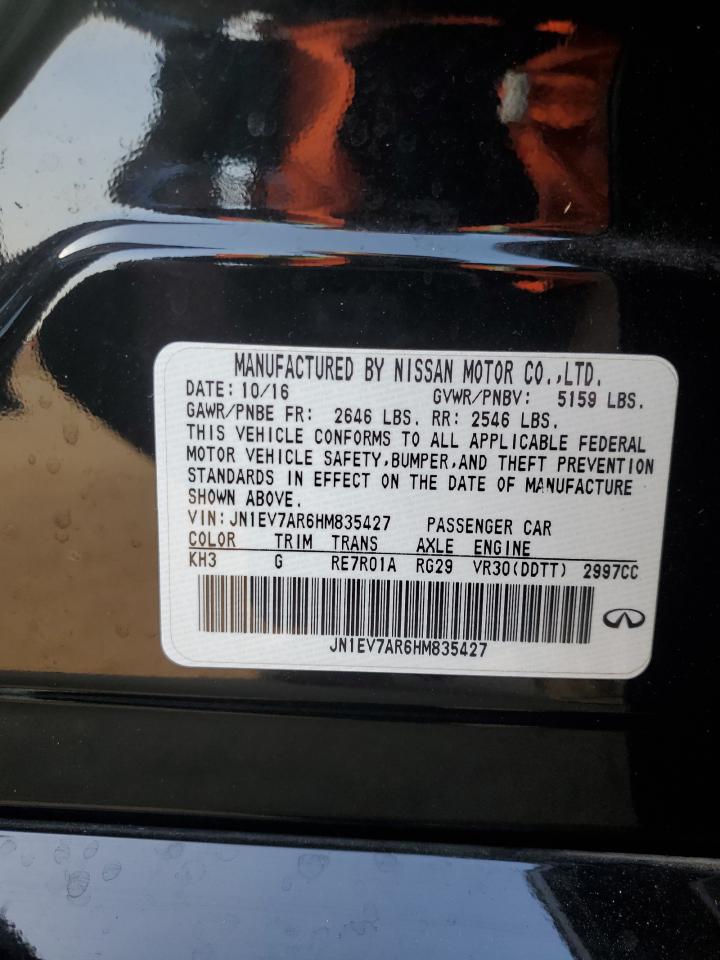 MANUFACTURED BY NISSAN MOTOR CO.,LTD.
DATE: 10/16 GVWR/PNBV: 5159 LBS.
GAWR/PNBE FR: 2646 LBS. RR: 2546 LBS.
THIS VEHICLE CONFORMS TO ALL APPLICABLE FEDERAL
MOTOR VEHICLE SAFETY,BUMPER,AND THEFT PREVENTION
STANDARDS IN EFFECT ON THE DATE OF MANUFACTURE
SHOWN ABOVE.
VIN:JN1EV7AR6HM835427 PASSENGER CAR
COLOR TRIM TRANS AXLE ENGINE
KH3 G RE7R01A RG29 VR30(DDTT) 2997CC
JN1EV7AR6HM835427